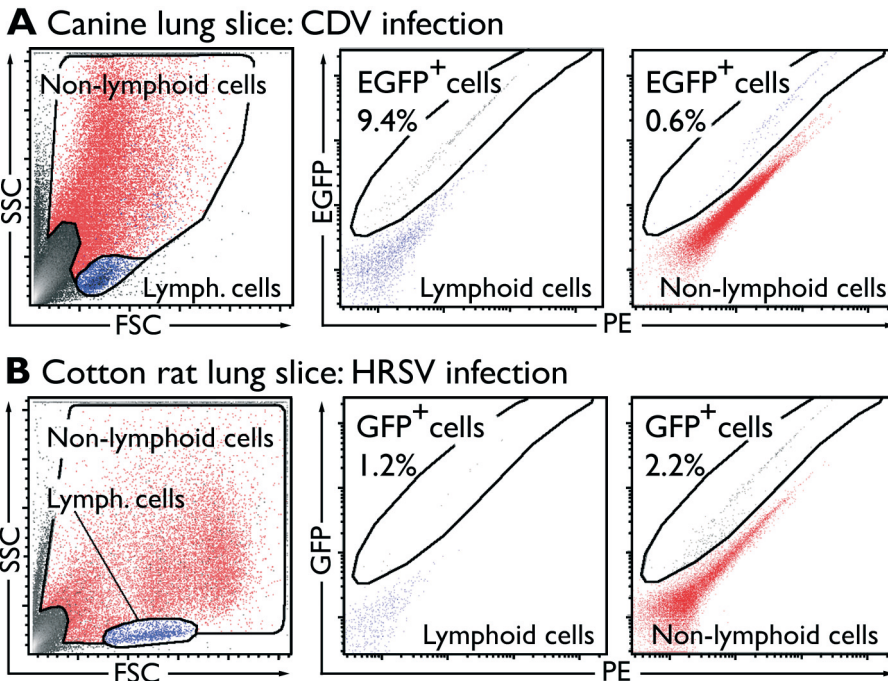 A Canine lung slice: CDV infection
Non-lymphoid cells
Lymph. cells
SSC
FSC
EGFP+ cells
9.4%
Lymphoid cells
EGFP
EGFP+ cells
0.6%
Non-lymphoid cells
PE
B Cotton rat lung slice: HRSV infection
Non-lymphoid cells
Lymph. cells
SSC
FSC
GFP+ cells
1.2%
Lymphoid cells
GFP
GFP+ cells
2.2%
Non-lymphoid cells
PE